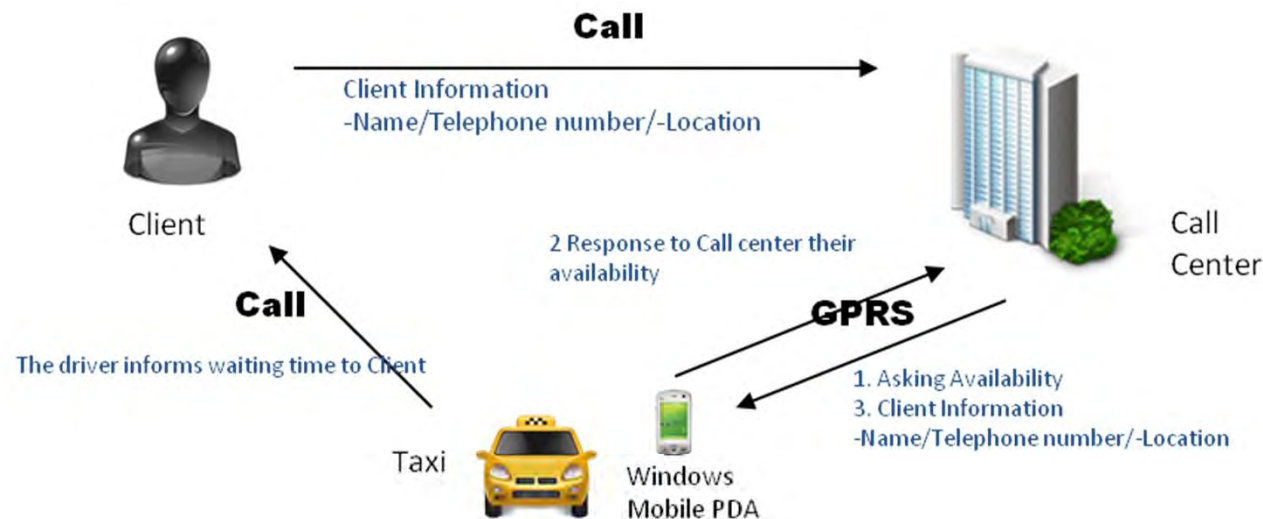 Call
Client Information
-Name/Telephone number/-Location
Client
Call
Center
2 Response to Call center their
availability
GPRS
Call
The driver informs waiting time to Client
1. Asking Availability
3. Client Information
-Name/Telephone number/-Location
Taxi
Windows
Mobile PDA